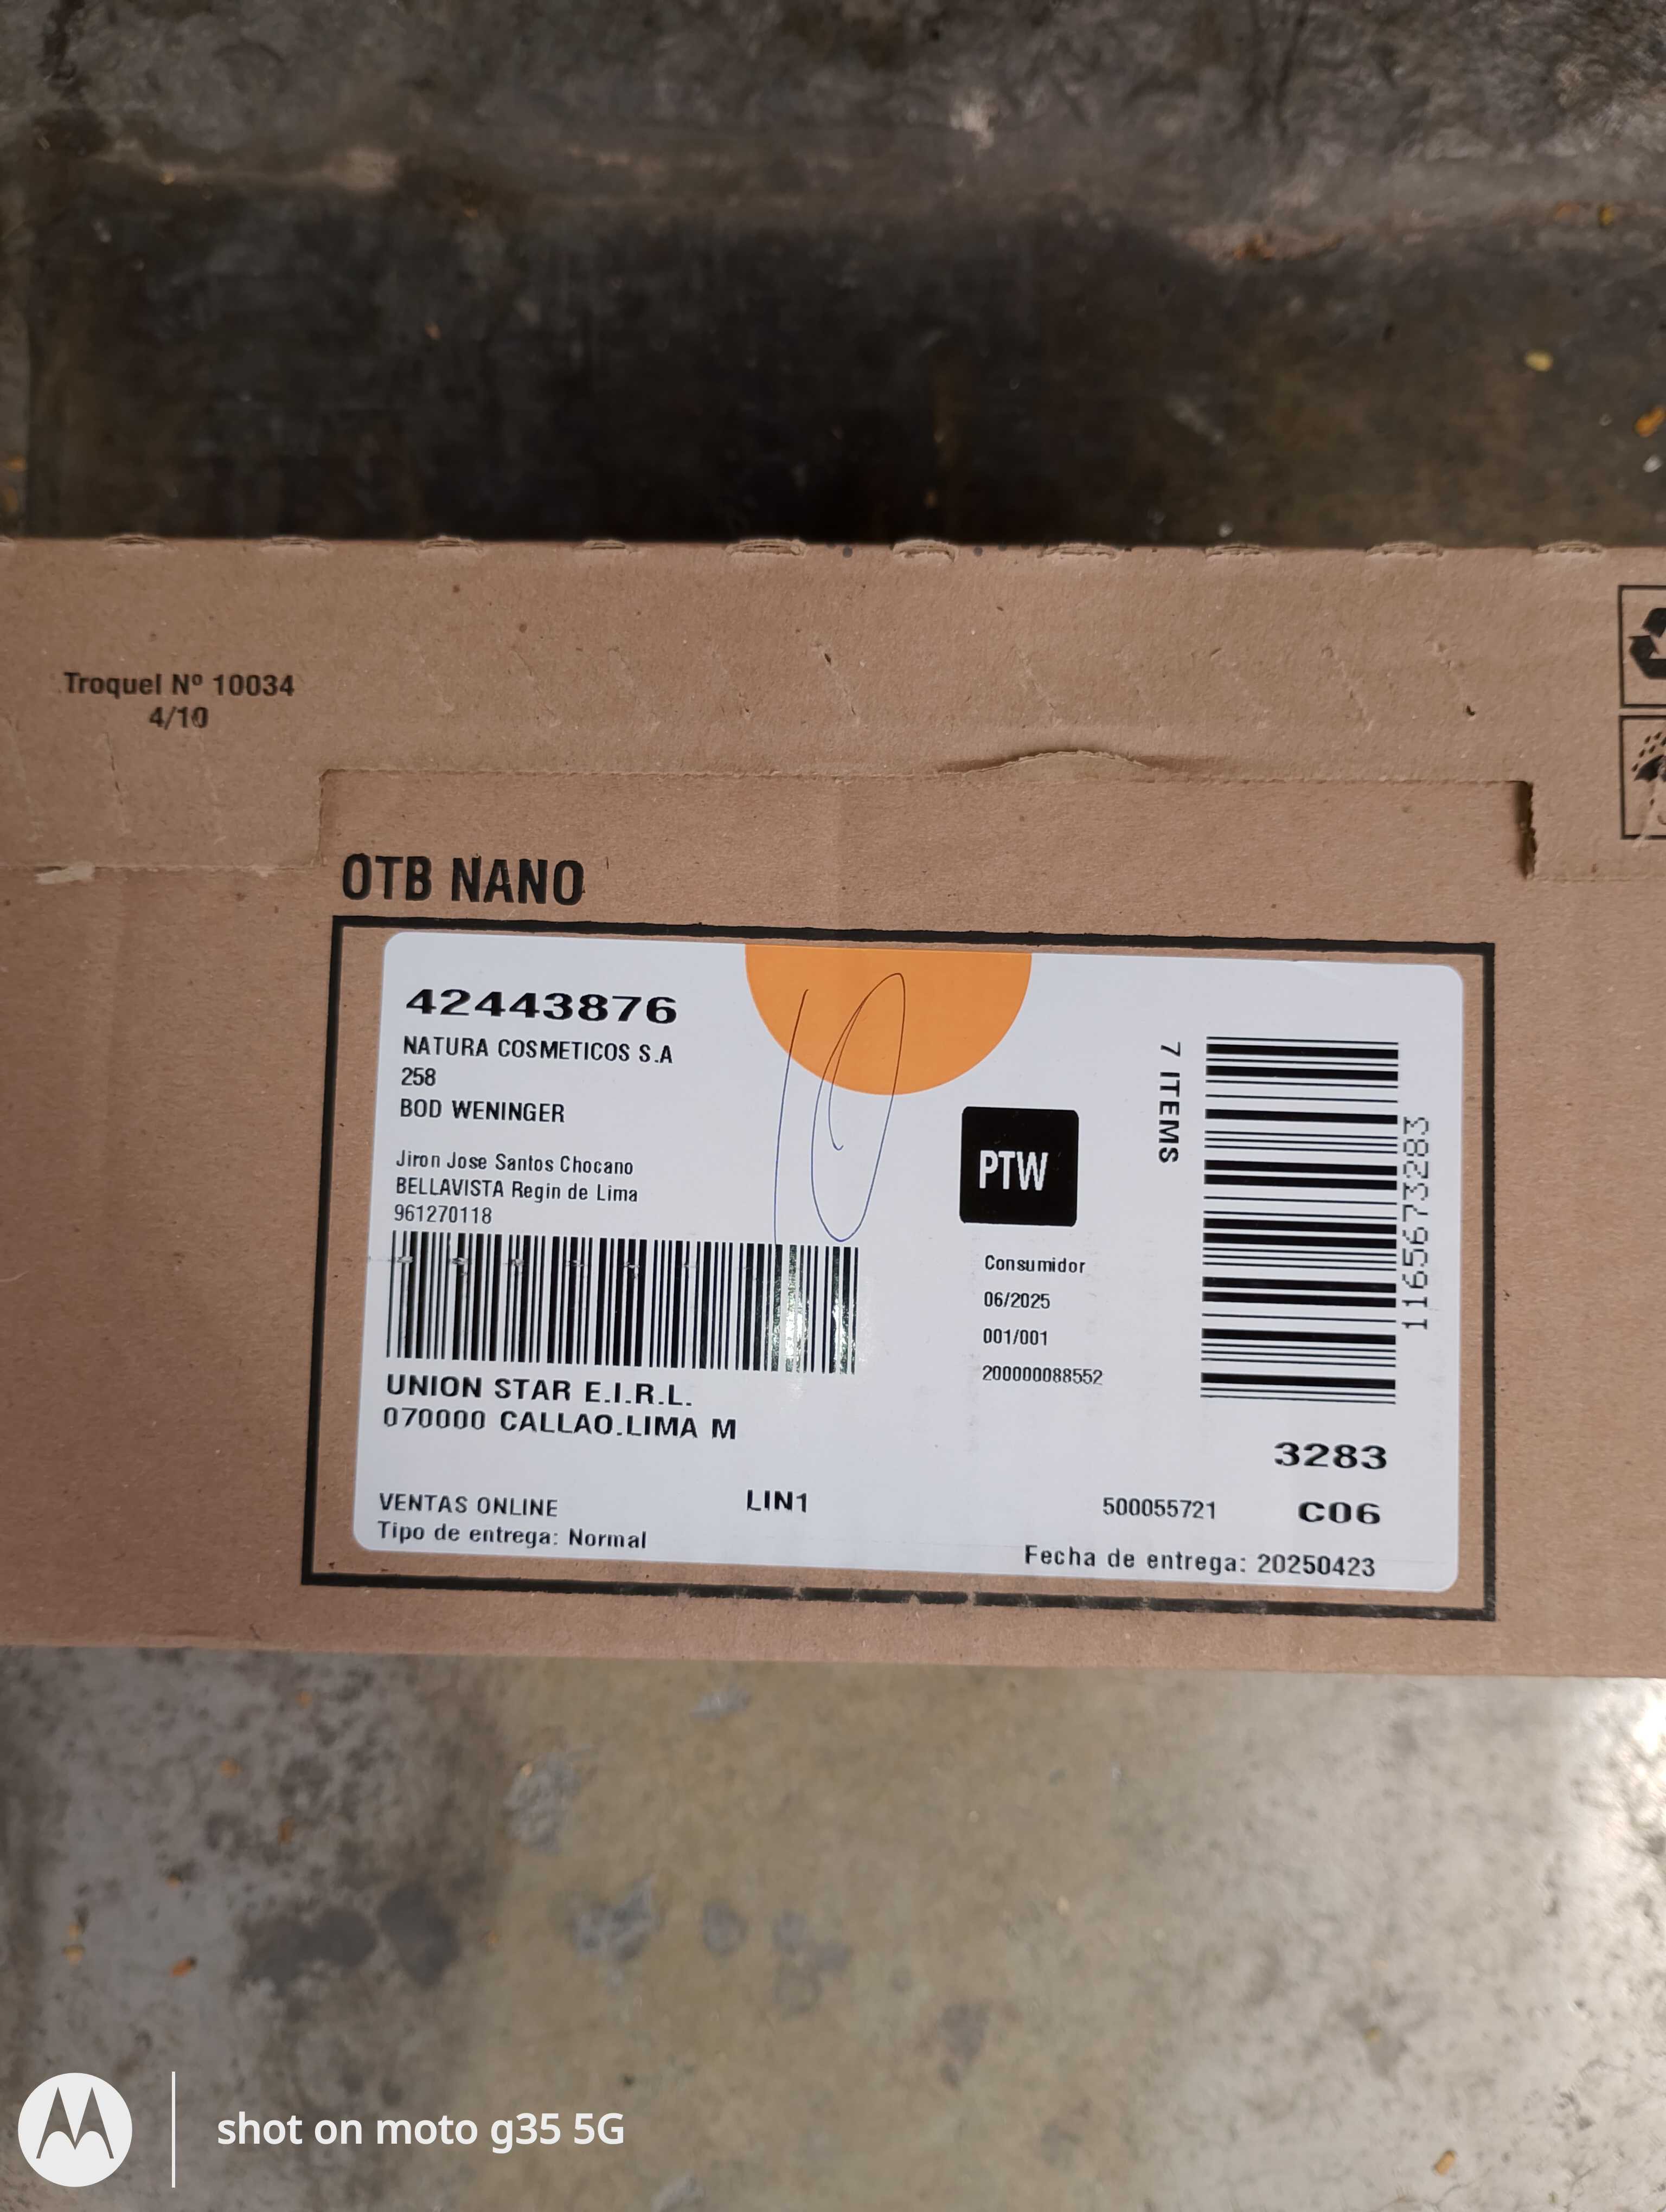 Troquel Nº 10034
4/10
OTB NANO
42443876
NATURA COSMETICOS S.A
258
BOD WENINGER
Jiron Jose Santos Chocano
BELLAVISTA Regin de Lima
961270118
UNION STAR E.I.R.L.
070000 CALLAO.LIMA M
VENTAS ONLINE
Tipo de entrega: Normal
LIN1
10
PTW
Consumidor
06/2025
001/001
200000088552
7 ITEMS
1165673283
3283
500055721
C06
Fecha de entrega: 20250423
shot on moto g35 5G